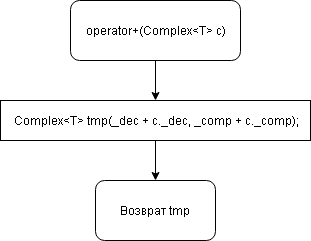 operator+(Complex<T> c)
Complex<T> tmp(_dec + c._dec, _comp + c._comp);
Возврат tmp